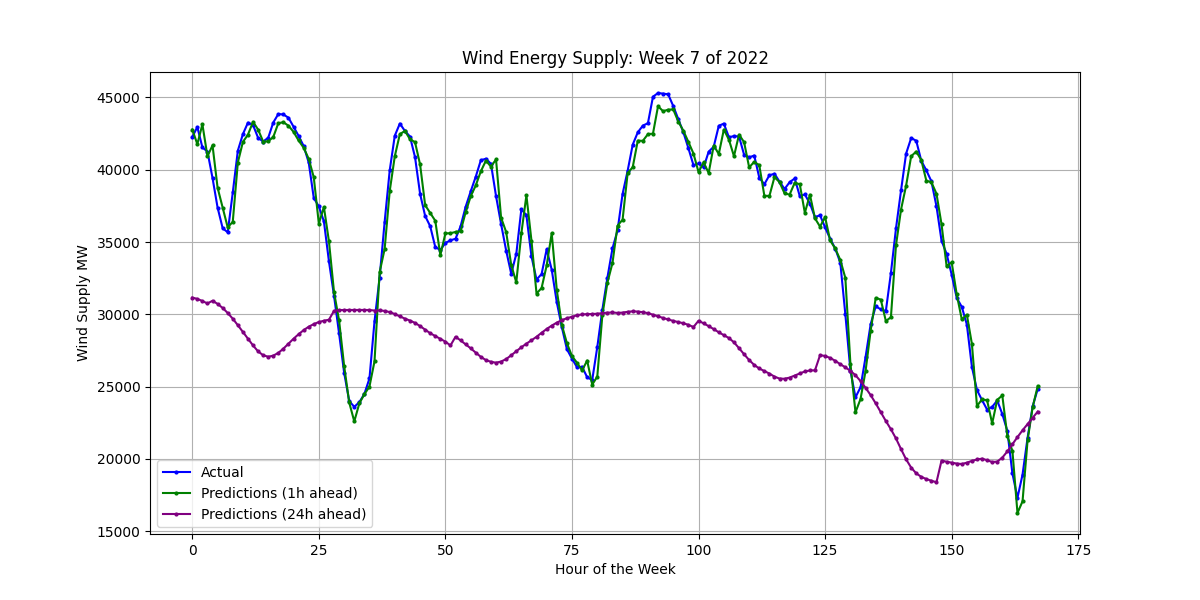 Wind Energy Supply: Week 7 of 2022
Wind Supply MW
45000
40000
35000
30000
25000
20000
15000
Actual
Predictions (1h ahead)
Predictions (24h ahead)
0 25 50 75 100 125 150 175
Hour of the Week